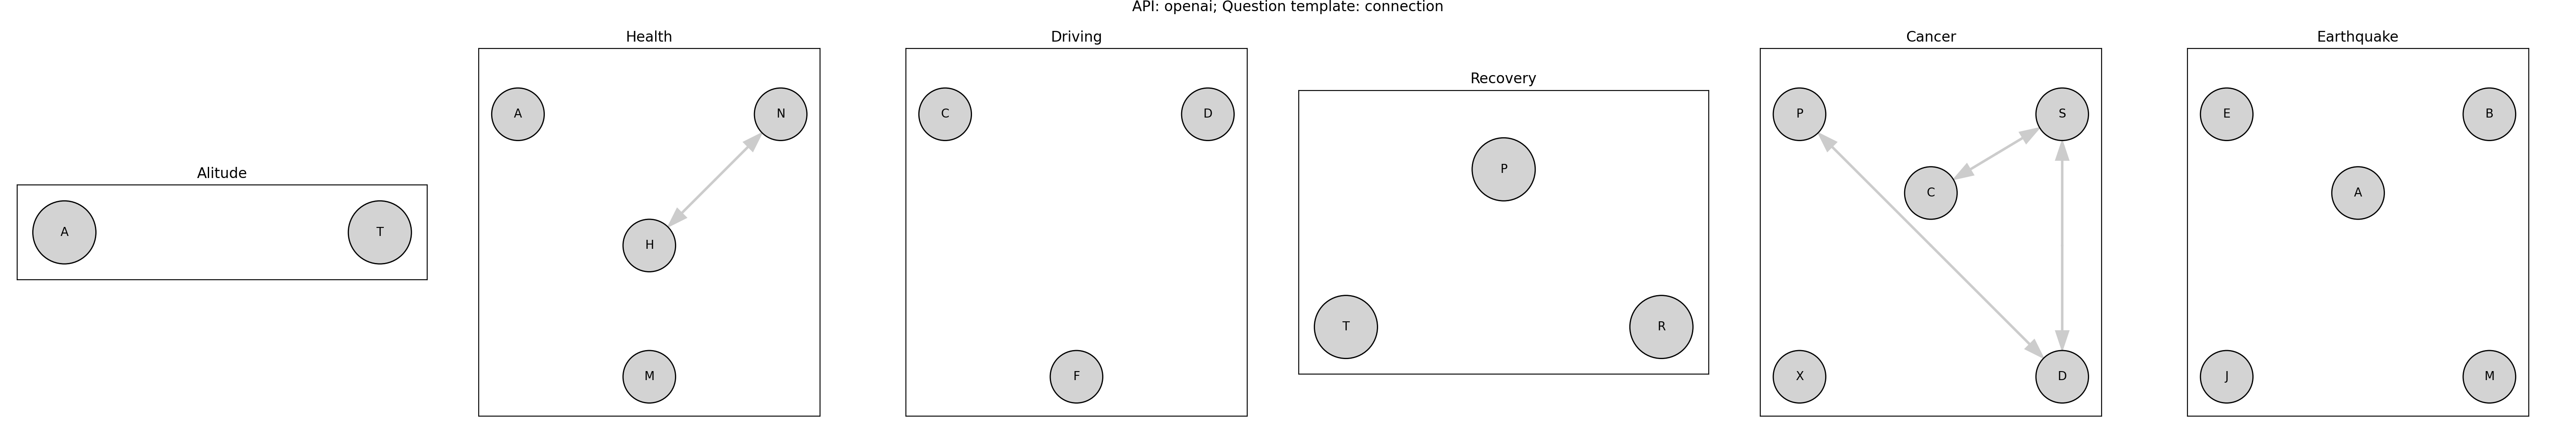 API: openai; Question template: connection
Alitude
A T
Health
A N
H
M
Driving
C D
F
Recovery
P
T R
Cancer
P S
C
X D
Earthquake
E B
A
J M